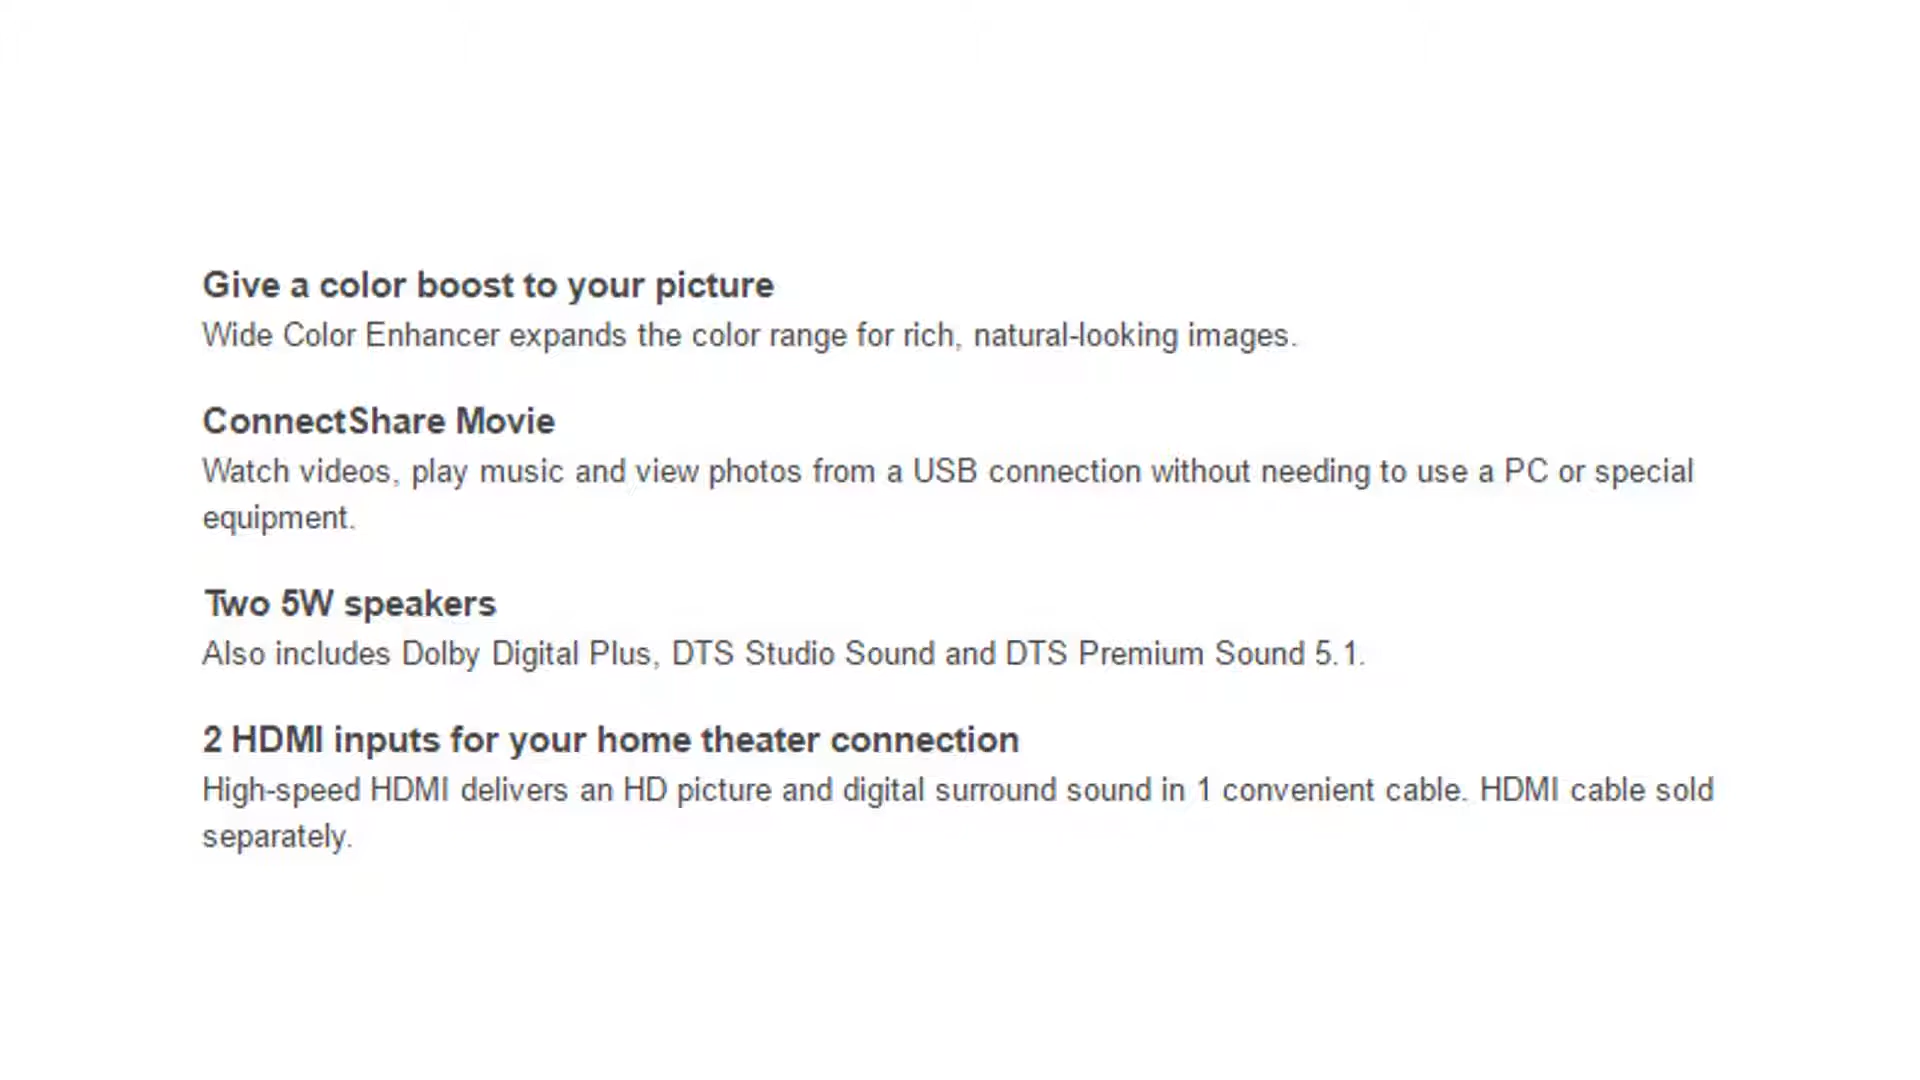 Give a color boost to your picture
Wide Color Enhancer expands the color range for rich, natural-looking images.
ConnectShare Movie
Watch videos, play music and view photos from a USB connection without needing to use a PC or special
equipment.
Two 5W speakers
Also includes Dolby Digital Plus, DTS Studio Sound and DTS Premium Sound 5.1.
2 HDMI inputs for your home theater connection
High-speed HDMI delivers an HD picture and digital surround sound in 1 convenient cable. HDMI cable sold
separately.